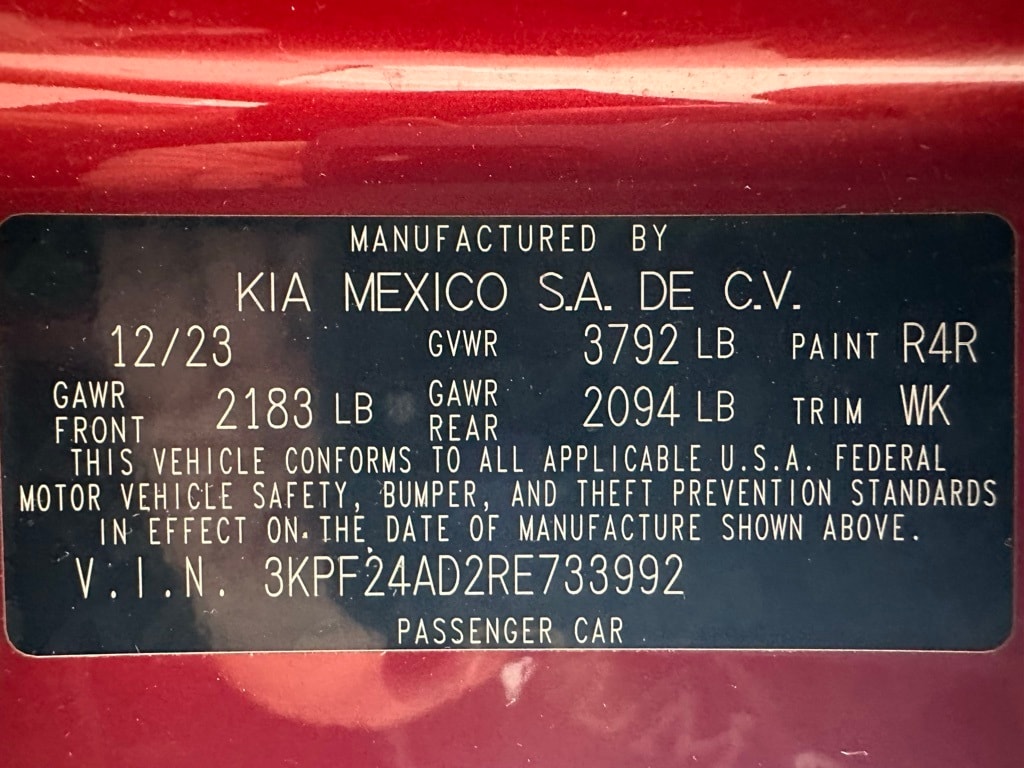 MANUFACTURED BY
KIA MEXICO S.A. DE C.V.
12/23 GVWR 3792 LB PAINT R4R
GAWR FRONT 2183 LB GAWR REAR 2094 LB TRIM WK
THIS VEHICLE CONFORMS TO ALL APPLICABLE U.S.A. FEDERAL
MOTOR VEHICLE SAFETY, BUMPER, AND THEFT PREVENTION STANDARDS
IN EFFECT ON THE DATE OF MANUFACTURE SHOWN ABOVE.
V.I.N. 3KPF24AD2RE733992
PASSENGER CAR